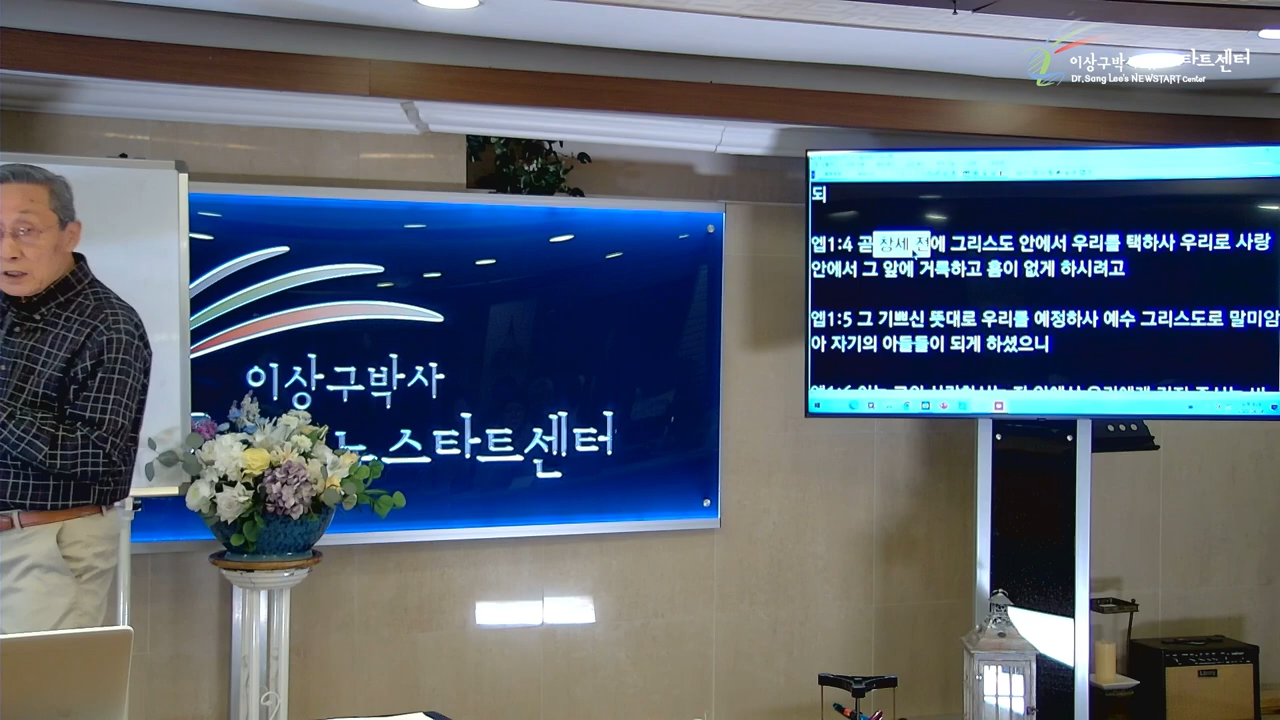 이상구박사
타트센터
Dr. Sang Lee's NEWSTART Center
이상구박사
뉴스타트센터
되
엡1:4 곧 창세 전에 그리스도 안에서 우리를 택하사 우리로 사랑
안에서 그 앞에 거룩하고 흠이 없게 하시려고
엡1:5 그 기쁘신 뜻대로 우리를 예정하사 예수 그리스도로 말미암
아 자기의 아들들이 되게 하셨으니